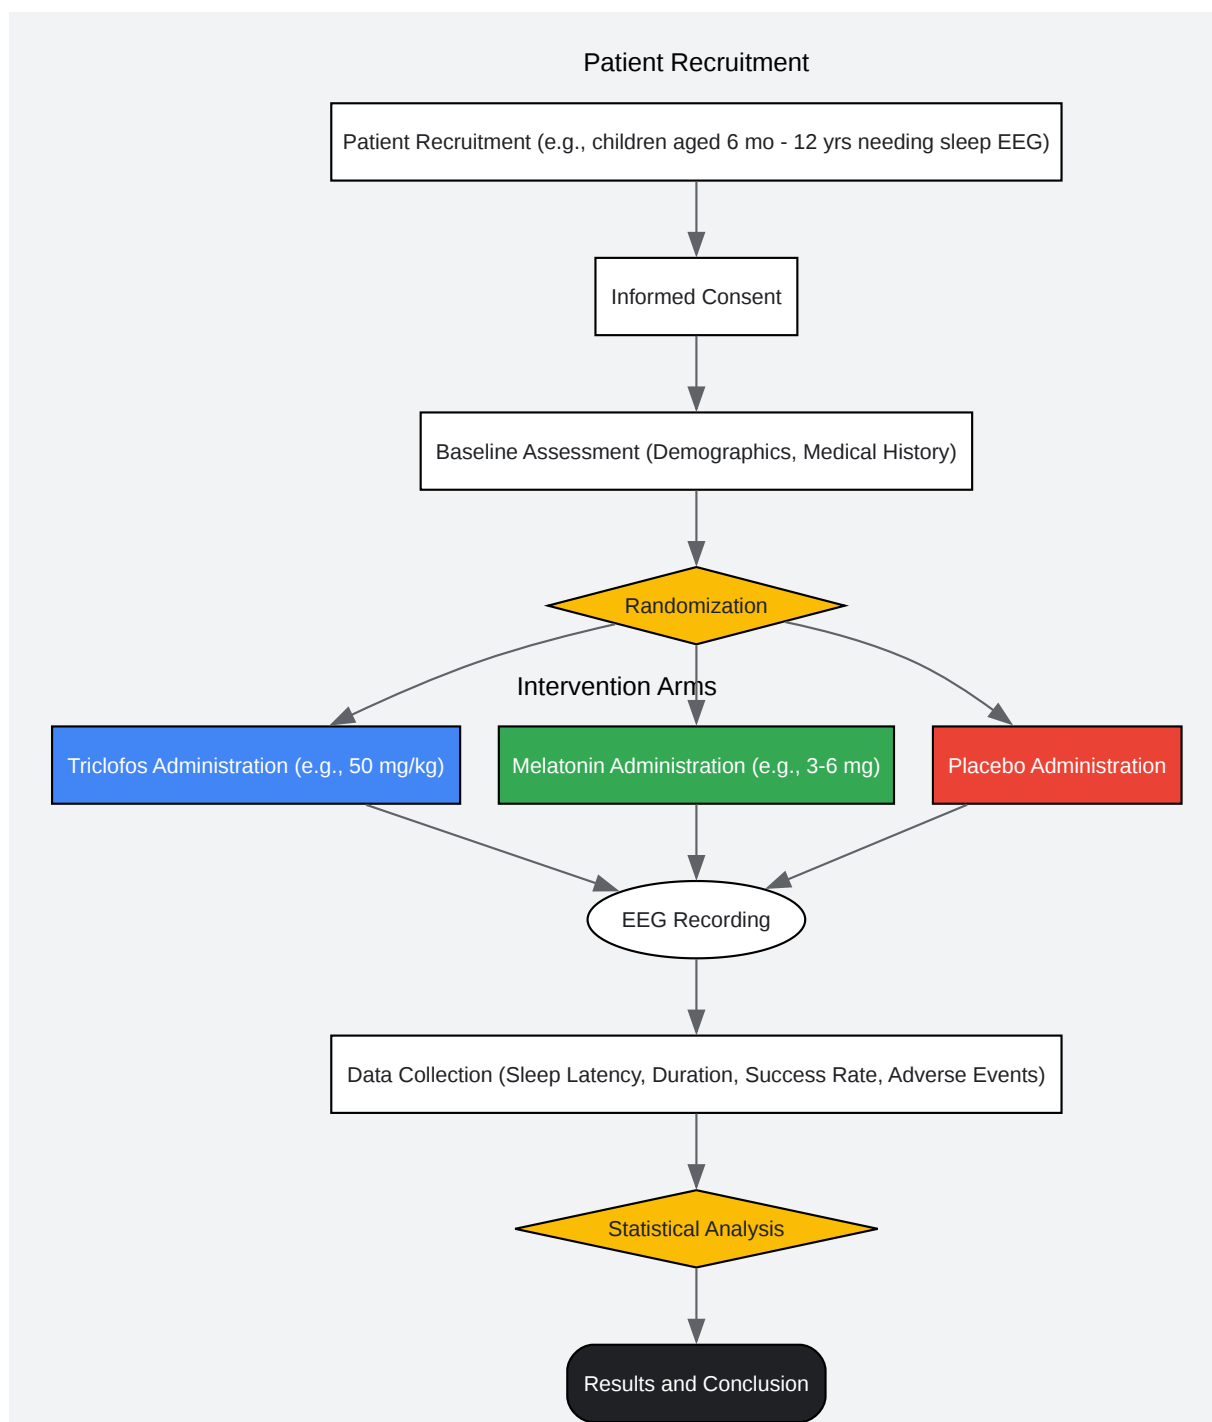 Patient Recruitment
Patient Recruitment (e.g., children aged 6 mo - 12 yrs needing sleep EEG)
Informed Consent
Baseline Assessment (Demographics, Medical History)
Randomization
Intervention Arms
Triclofos Administration (e.g., 50 mg/kg)
Melatonin Administration (e.g., 3-6 mg)
Placebo Administration
EEG Recording
Data Collection (Sleep Latency, Duration, Success Rate, Adverse Events)
Statistical Analysis
Results and Conclusion